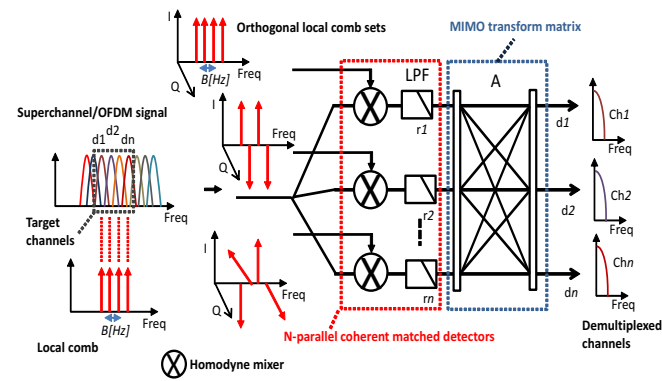 Orthogonal local comb sets
MIMO transform matrix
I
Q
B[Hz]
Freq
LPF
A
r1
d1
Ch1
Freq
Superchannel/OFDM signal
d1
d2
dn
Freq
Target
channels
I
Freq
r2
d2
Ch2
Freq
I
Q
Freq
rn
dn
Chn
Freq
B[Hz]
Freq
Local comb
N-parallel coherent matched detectors
Demultiplexed
channels
Homodyne mixer